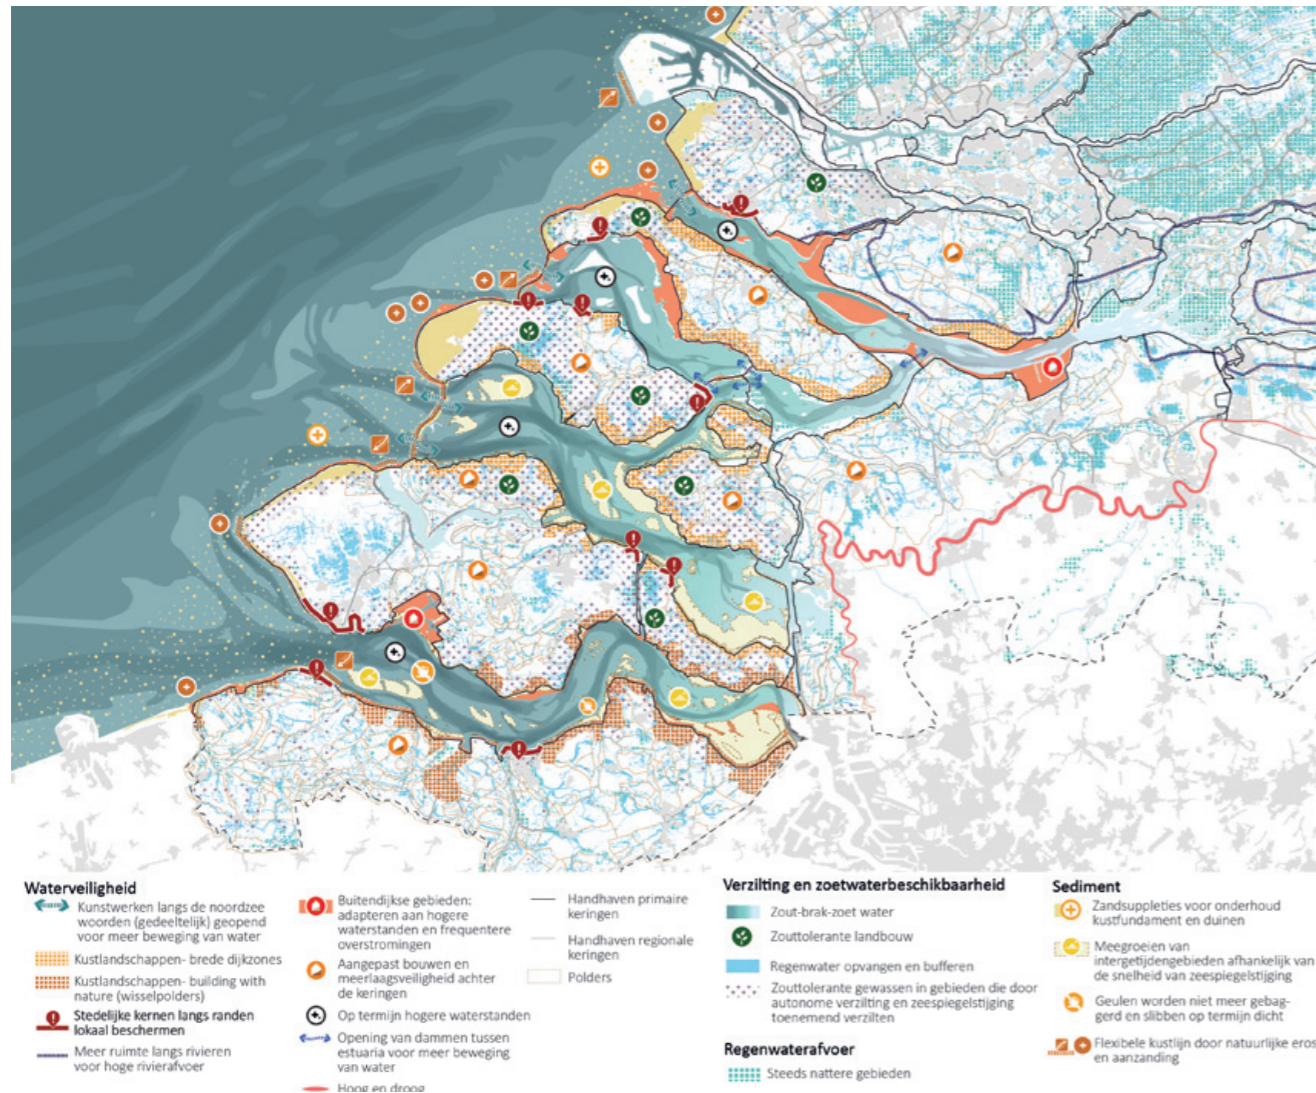 Waterveiligheid
Kunstwerken langs de noordzee
woorden (gedeeltelijk) geopend
voor meer beweging van water
Kustlandschappen- brede dijkzones
Kustlandschappen- building with
nature (wisselpolders)
Stedelijke kernen langs randen
lokaal beschermen
Meer ruimte langs rivieren
voor hoge rivierafvoer
Buitendijkse gebieden:
adapteren aan hogere
waterstanden en frequentere
overstromingen
Aangepast bouwen en
meerlaagsveiligheid achter
de keringen
Op termijn hogere waterstanden
Opening van dammen tussen
estuaria voor meer beweging
van water
Hoog en droog
Handhaven primaire
keringen
Handhaven regionale
keringen
Polders
Verzilting en zoetwaterbeschikbaarheid
Zout-brak-zoet water
Zouttolerante landbouw
Regenwater opvangen en bufferen
Zouttolerante gewassen in gebieden die door
autonome verzilting en zeespiegelstijging
toenemend verzilten
Regenwaterafvoer
Steeds nattere gebieden
Sediment
Zandsuppleties voor onderhoud
kustfundament en duinen
Meegroeien van
intergetijdengebieden afhankelijk van
de snelheid van zeespiegelstijging
Geulen worden niet meer gebag-
gerd en slibben op termijn dicht
Flexibele kustlijn door natuurlijke eros
en aanzanding